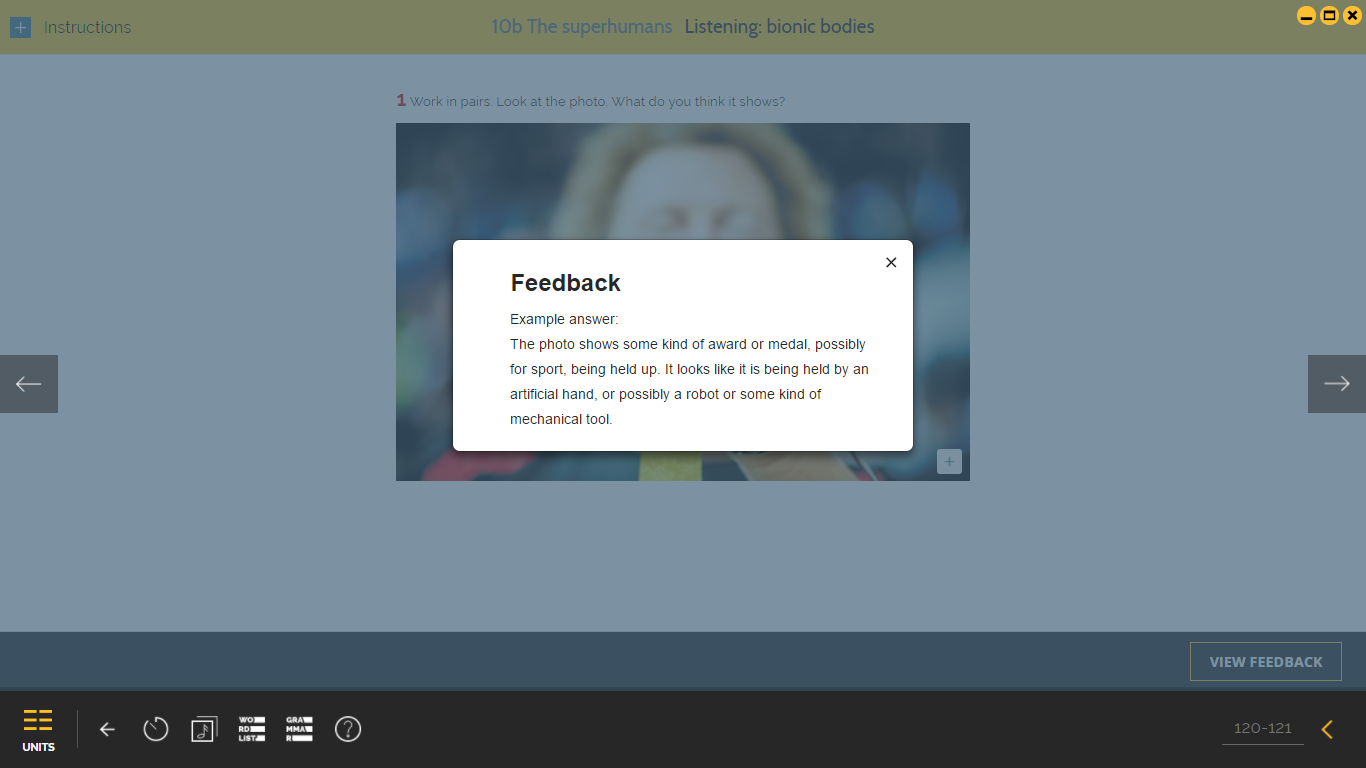 Instructions
10b The superhumans Listening: bionic bodies
1 Work in pairs. Look at the photo. What do you think it shows?
Feedback
Example answer:
The photo shows some kind of award or medal, possibly
for sport, being held up. It looks like it is being held by an
artificial hand, or possibly a robot or some kind of
mechanical tool.
VIEW FEEDBACK
UNITS
WO
RD
LIST
GRA
MMA
R
120-121